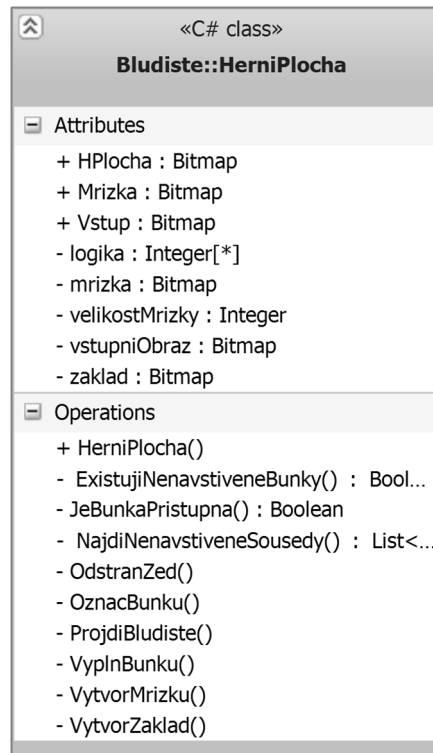 «C# class»
Bludiste::HerniPlocha
Attributes
+ HPlocha : Bitmap
+ Mrizka : Bitmap
+ Vstup : Bitmap
- logika : Integer[*]
- mrizka : Bitmap
- velikostMrizky : Integer
- vstupniObraz : Bitmap
- zaklad : Bitmap
Operations
+ HerniPlocha()
- ExistujiNenavstiveneBunky() : Bool...
- JeBunkaPristupna() : Boolean
- NajdiNenavstiveneSousedy() : List<...
- OdstranZed()
- OznacBunku()
- ProjdiBludiste()
- VyplnBunku()
- VytvorMrizku()
- VytvorZaklad()